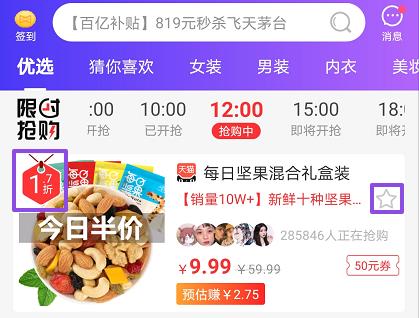 签到
【百亿补贴】819元秒杀飞天茅台
消息
优选 猜你喜欢 女装 男装 内衣 美妆
限时抢购
:00 10:00 12:00 15:00 18:00
开抢 已开抢 抢购中 即将开抢 即将开抢
1.7折
每日坚果
今日半价
天猫 每日坚果混合礼盒装
【销量10W+】新鲜十种坚果...
285846人正在抢购
¥9.99 ¥59.99
50元券
预估赚¥2.75